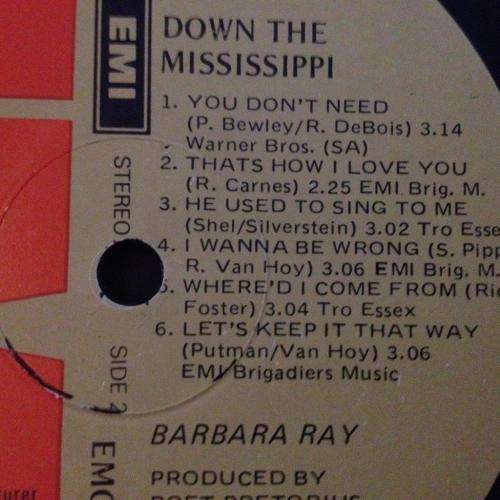 EMI
DOWN THE
MISSISSIPPI
1. YOU DON'T NEED
(P. Bewley/R. DeBois) 3.14
Warner Bros. (SA)
2. THATS HOW I LOVE YOU
(R. Carnes) 2.25 EMI Brig. M.
3. HE USED TO SING TO ME
(Shel/Silverstein) 3.02 Tro Esse
4. I WANNA BE WRONG (S. Pipp
R. Van Hoy) 3.06 EMI Brig. M.
5. WHERE'D I COME FROM (Ric
Foster) 3.04 Tro Essex
6. LET'S KEEP IT THAT WAY
(Putman/Van Hoy) 3.06
EMI Brigadiers Music
STEREO
SIDE 2
EMC
BARBARA RAY
PRODUCED BY